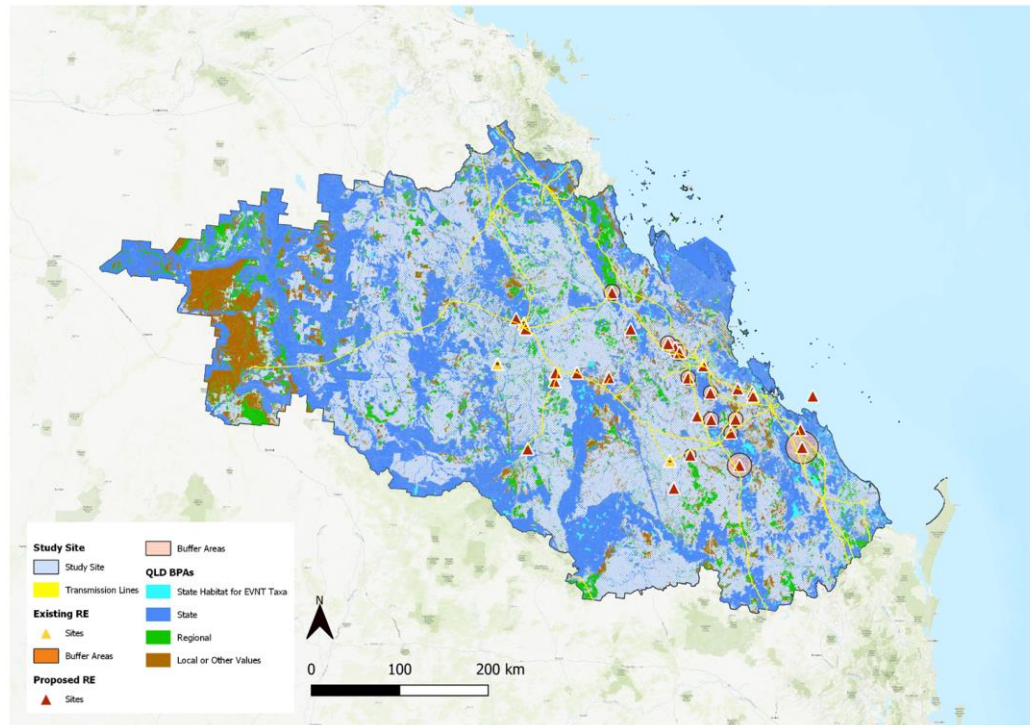 N
0 100 200 km
Study Site
Study Site
Transmission Lines
Existing RE
Sites
Buffer Areas
Proposed RE
Sites
Buffer Areas
QLD BPAs
State Habitat for EVNT Taxa
State
Regional
Local or Other Values